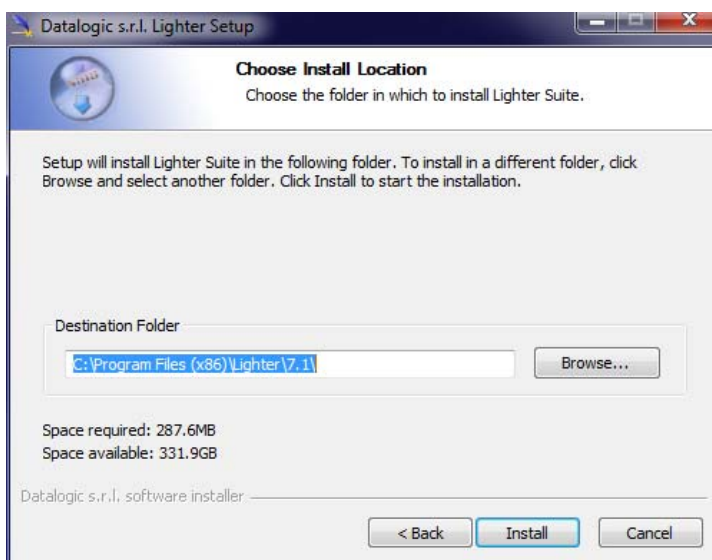 Datalogic s.r.l. Lighter Setup
Choose Install Location
Choose the folder in which to install Lighter Suite.
Setup will install Lighter Suite in the following folder. To install in a different folder, click
Browse and select another folder. Click Install to start the installation.
Destination Folder
C:\Program Files (x86)\Lighter\7.1\
Browse...
Space required: 287.6MB
Space available: 331.9GB
Datalogic s.r.l. software installer
< Back
Install
Cancel